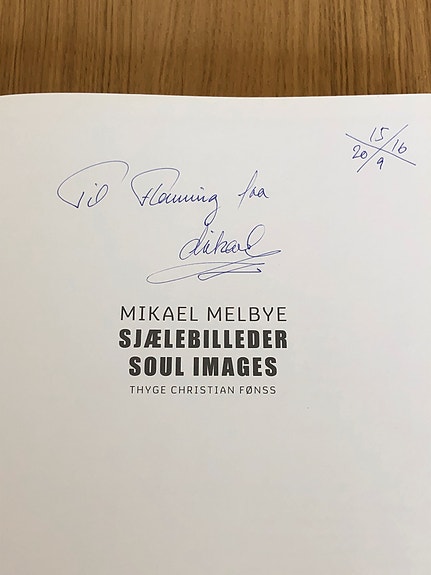 15
20 16
9
Til Flemming fra
Mikael
MIKAEL MELBYE
SJÆLEBILLEDER
SOUL IMAGES
THYGE CHRISTIAN FØNSS